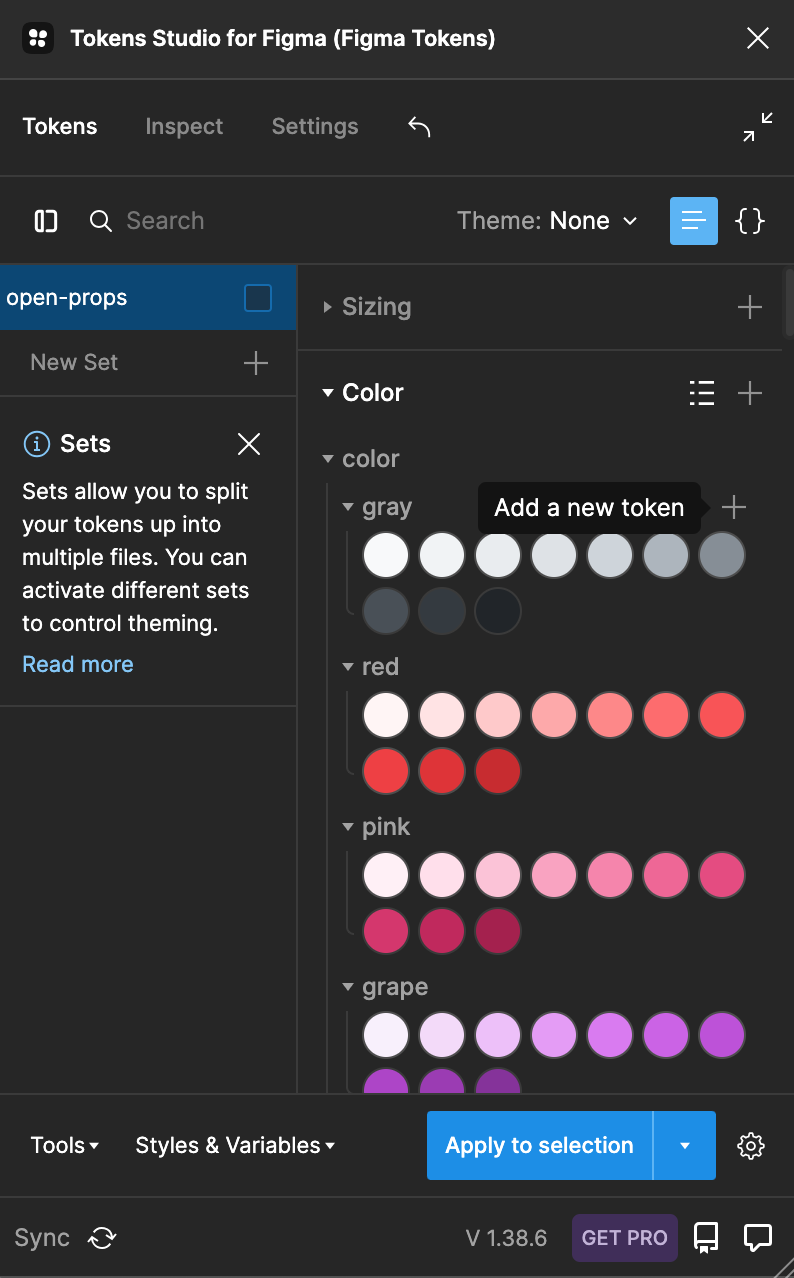 Tokens Studio for Figma (Figma Tokens)
Tokens Inspect Settings
Search Theme: None
open-props
New Set
Sets
Sets allow you to split
your tokens up into
multiple files. You can
activate different sets
to control theming.
Read more
Sizing
Color
color
gray Add a new token
red
pink
grape
Tools Styles & Variables Apply to selection
Sync V 1.38.6 GET PRO